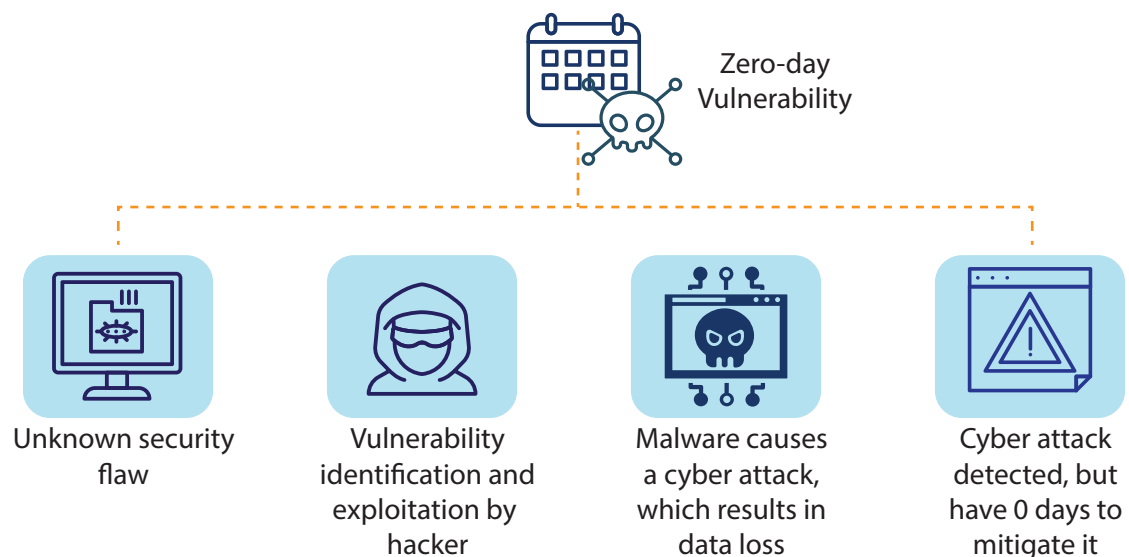 Zero-day
Vulnerability
Unknown security
flaw
Vulnerability
identification and
exploitation by
hacker
Malware causes
a cyber attack,
which results in
data loss
Cyber attack
detected, but
have 0 days to
mitigate it